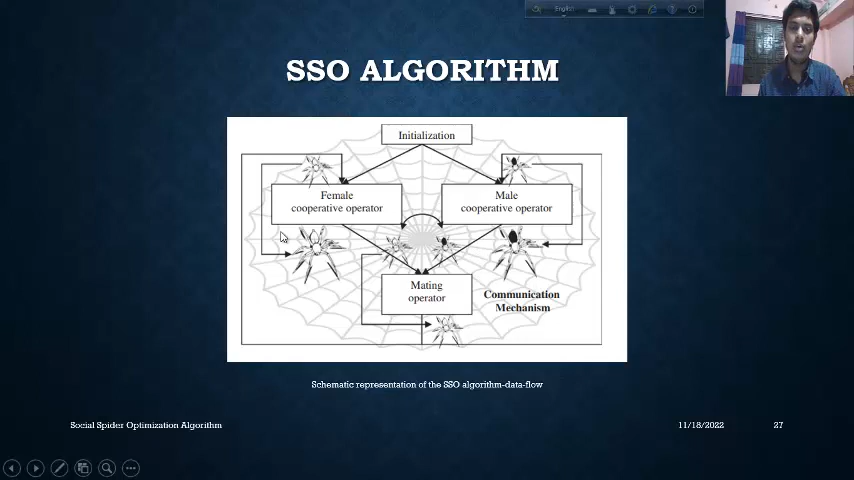 English
SSO ALGORITHM
Initialization
Female
cooperative operator
Male
cooperative operator
Mating
operator
Communication
Mechanism
Schematic representation of the SSO algorithm-data-flow
Social Spider Optimization Algorithm
11/18/2022
27